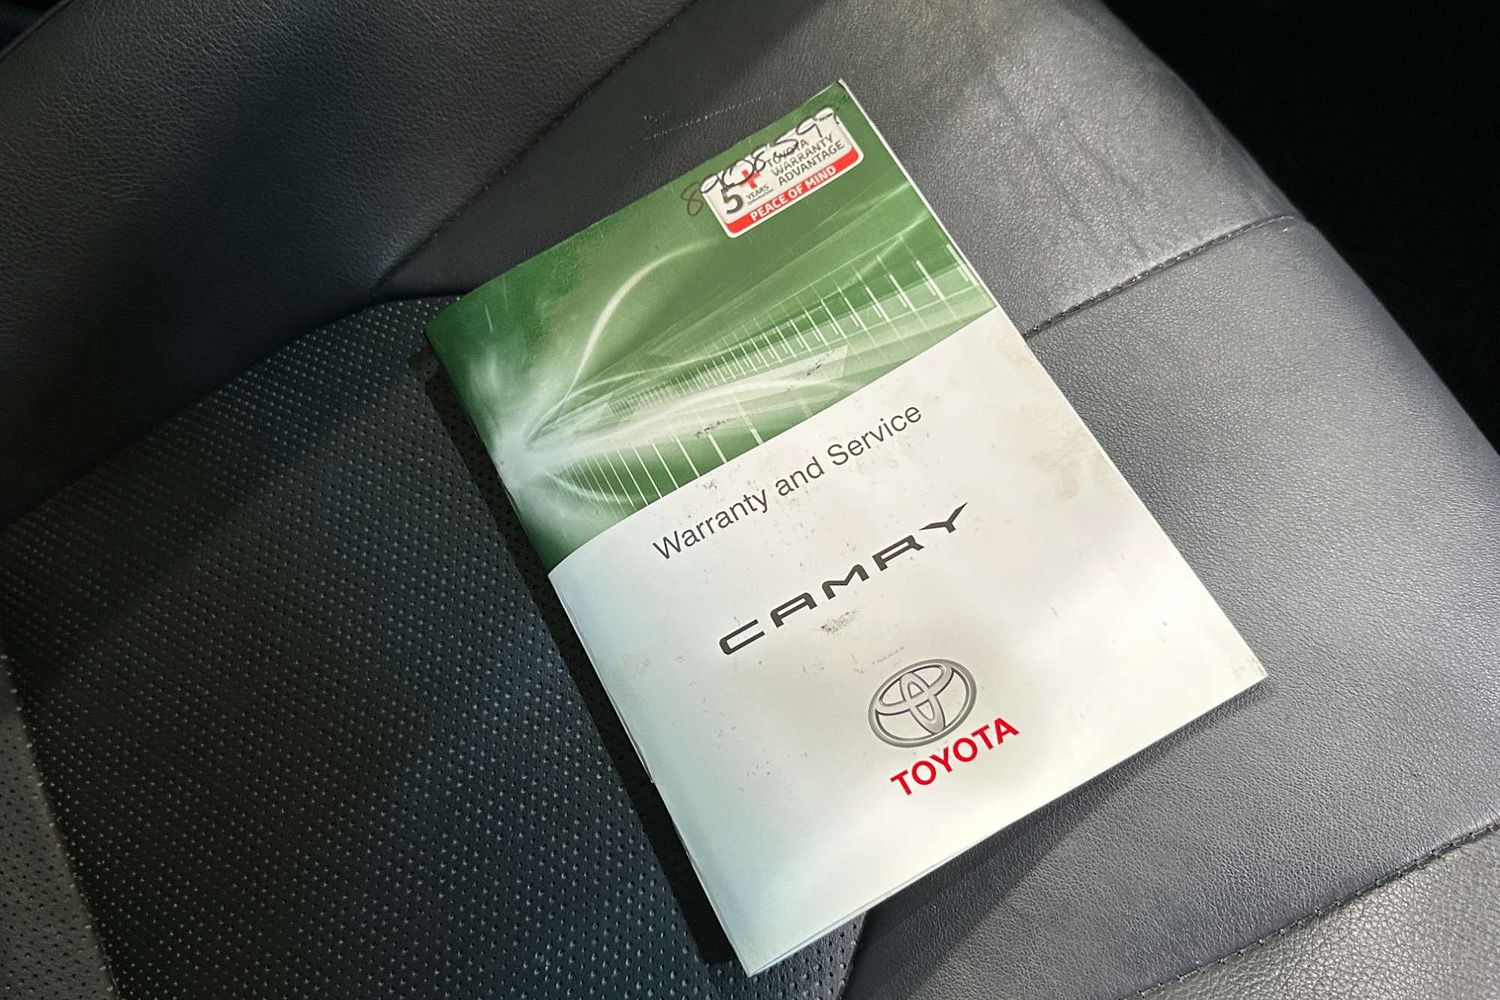 5+
YEARS
TOYOTA
WARRANTY
ADVANTAGE
PEACE OF MIND
Warranty and Service
CAMRY
TOYOTA